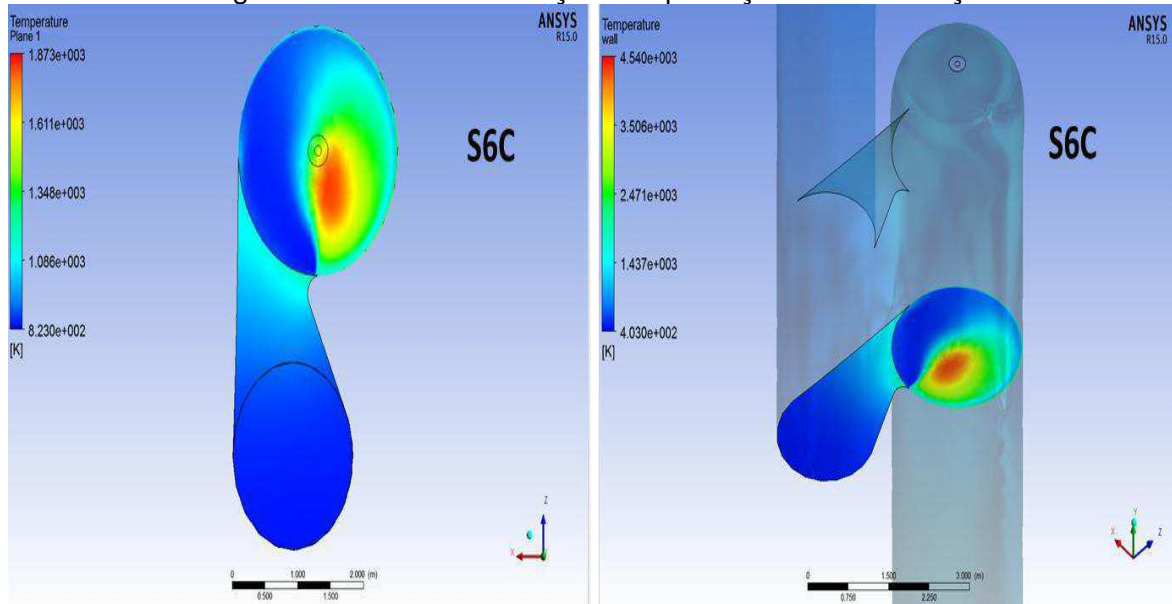 Temperature
Plane 1
1.873e+003
1.611e+003
1.348e+003
1.086e+003
8.230e+002
[K]
ANSYS
R15.0
S6C
Z
X
0 1.000 2.000 (m)
0.500 1.500
Temperature
wall
4.540e+003
3.506e+003
2.471e+003
1.437e+003
4.030e+002
[K]
ANSYS
R15.0
S6C
Y
X
Z
0 1.500 3.000 (m)
0.750 2.250